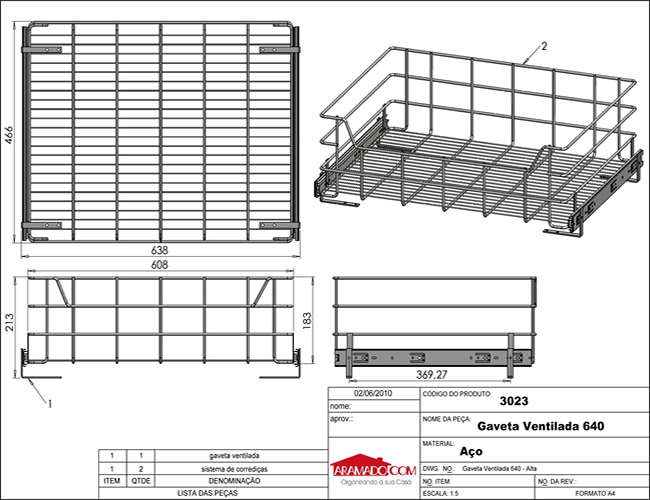 2
466
638
608
213
183
369,27
1
02/06/2010
nome:
aprov.:
CÓDIGO DO PRODUTO:
3023
NOME DA PEÇA:
Gaveta Ventilada 640
MATERIAL:
Aço
ARAMADO.COM
Organizando a sua Casa
DWG. NO.: Gaveta Ventilada 640 - Alta
NO. ITEM: NO. DA REV.:
ESCALA: 1.5 FORMATO A4
1 1 gaveta ventilada
1 2 sistema de corrediças
ITEM QTDE DENOMINAÇÃO
LISTA DAS PEÇAS